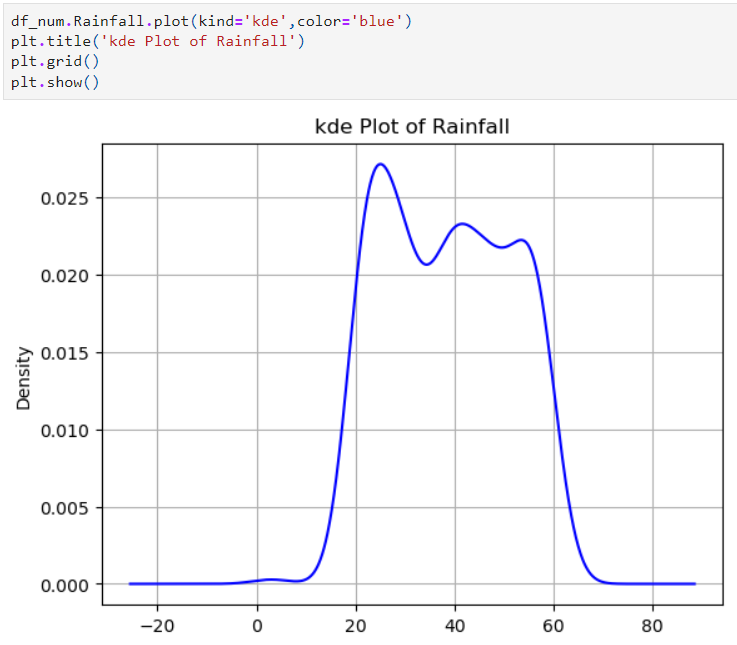 df_num.Rainfall.plot(kind='kde',color='blue')
plt.title('kde Plot of Rainfall')
plt.grid()
plt.show()
kde Plot of Rainfall
0.025
0.020
0.015
0.010
0.005
0.000
Density
−20 0 20 40 60 80